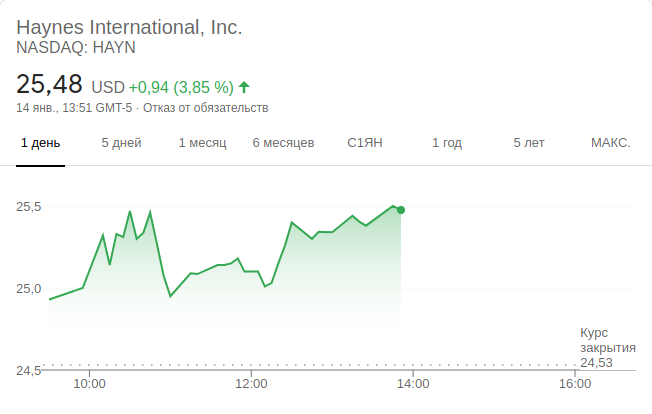 Haynes International, Inc.
NASDAQ: HAYN
25,48 USD +0,94 (3,85 %)
14 янв., 13:51 GMT-5 · Отказ от обязательств
1 день 5 дней 1 месяц 6 месяцев С1ЯН 1 год 5 лет МАКС.
25,5
25,0
Курс
закрытия
24,53
24,5
10:00 12:00 14:00 16:00